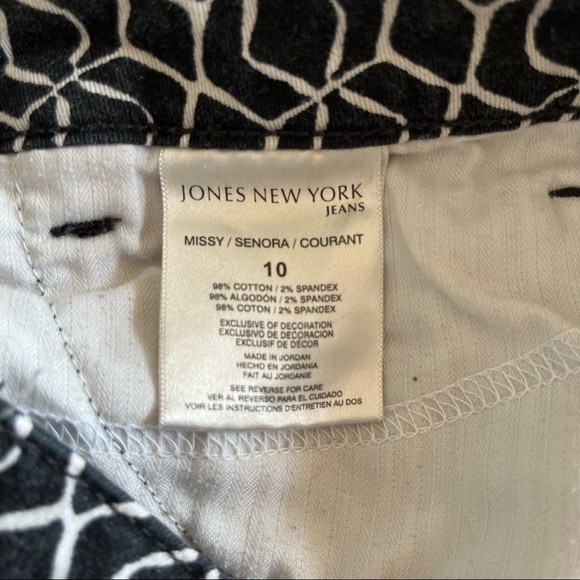 JONES NEW YORK
JEANS
MISSY / SENORA / COURANT
10
98% COTTON / 2% SPANDEX
98% ALGODÓN / 2% SPANDEX
98% COTON / 2% SPANDEX
EXCLUSIVE OF DECORATION
EXCLUSIVO DE DECORACION
EXCLUSIF DE DÉCOR
MADE IN JORDAN
HECHO EN JORDANIA
FAIT AU JORDANIE
SEE REVERSE FOR CARE
VER AL REVERSO PARA EL CUIDADO
VOIR LES INSTRUCTIONS D'ENTRETIEN AU DOS